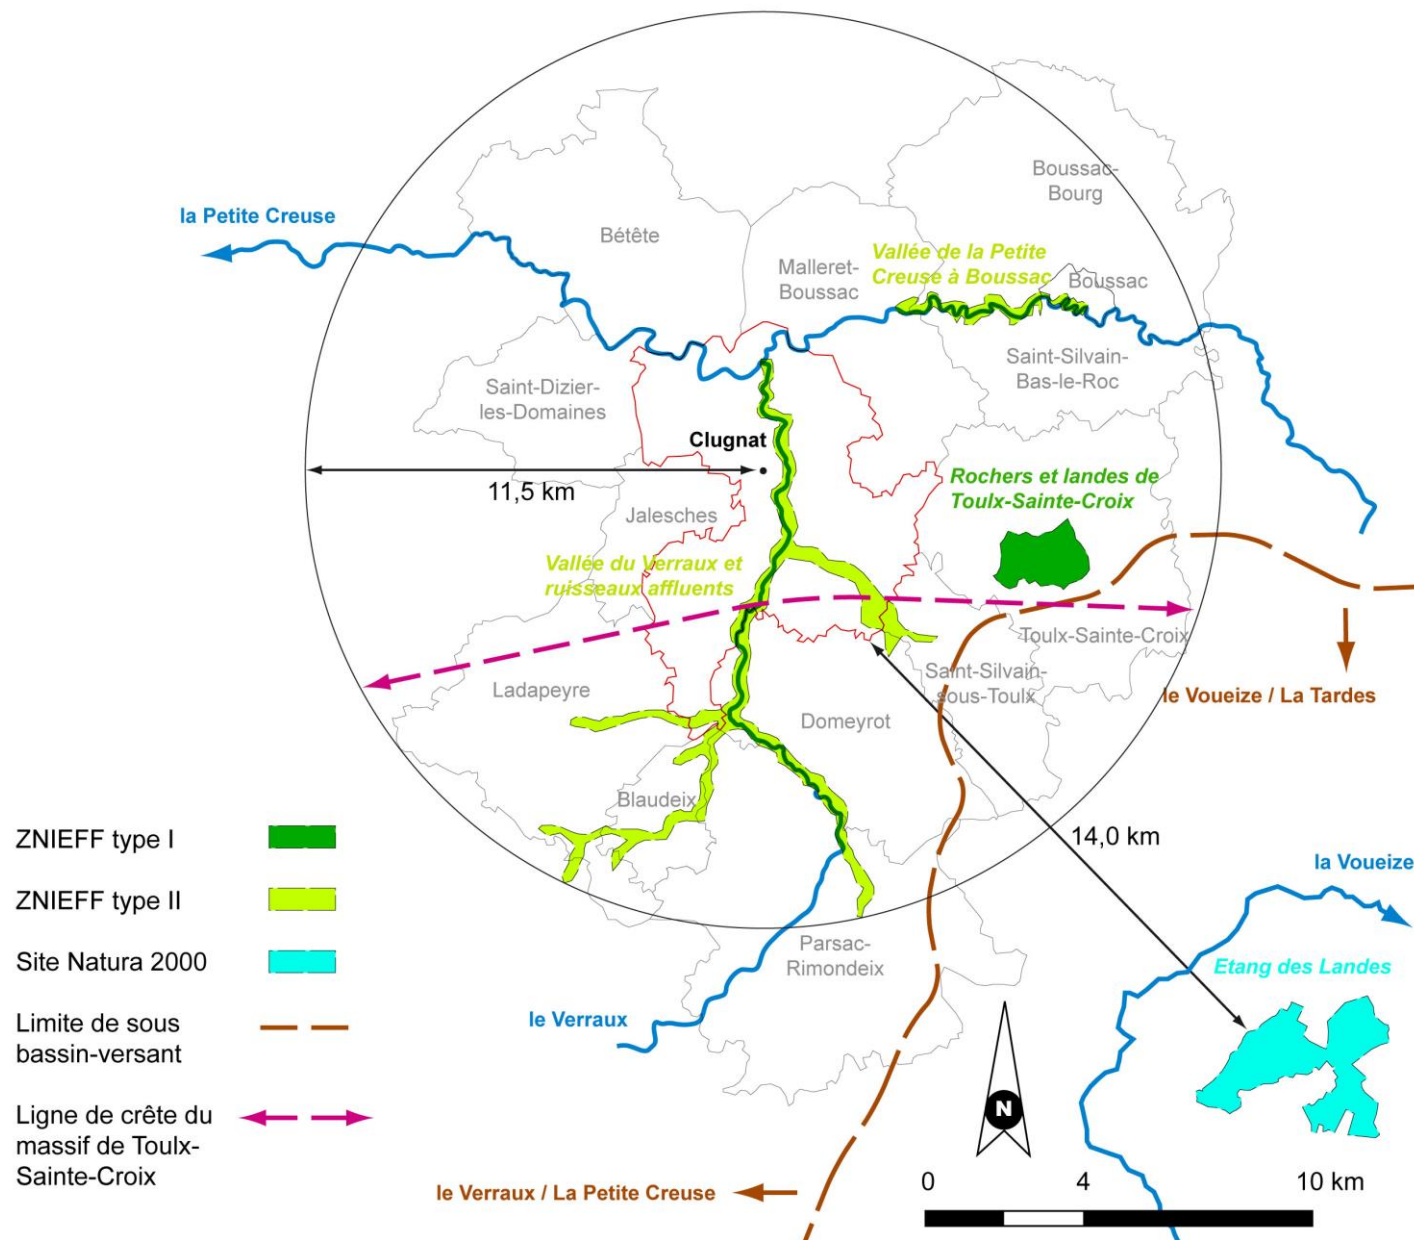 Boussac-
Bourg
la Petite Creuse
Bétête
Vallée de la Petite
Creuse à Boussac
Malleret-
Boussac
Boussac
Saint-Silvain-
Bas-le-Roc
Saint-Dizier-
les-Domaines
Clugnat
11,5 km
Rochers et landes de
Toulx-Sainte-Croix
Jalesches
Vallée du Verraux et
ruisseaux affluents
Toulx-Sainte-Croix
Saint-Silvain-
sous-Toulx
le Voueize / La Tardes
Ladapeyre
Domeyrot
Blaudeix
14,0 km
la Voueize
Parsac-
Rimondeix
Etang des Landes
le Verraux
ZNIEFF type I
ZNIEFF type II
Site Natura 2000
Limite de sous
bassin-versant
Ligne de crête du
massif de Toulx-
Sainte-Croix
le Verraux / La Petite Creuse
N
0 4 10 km